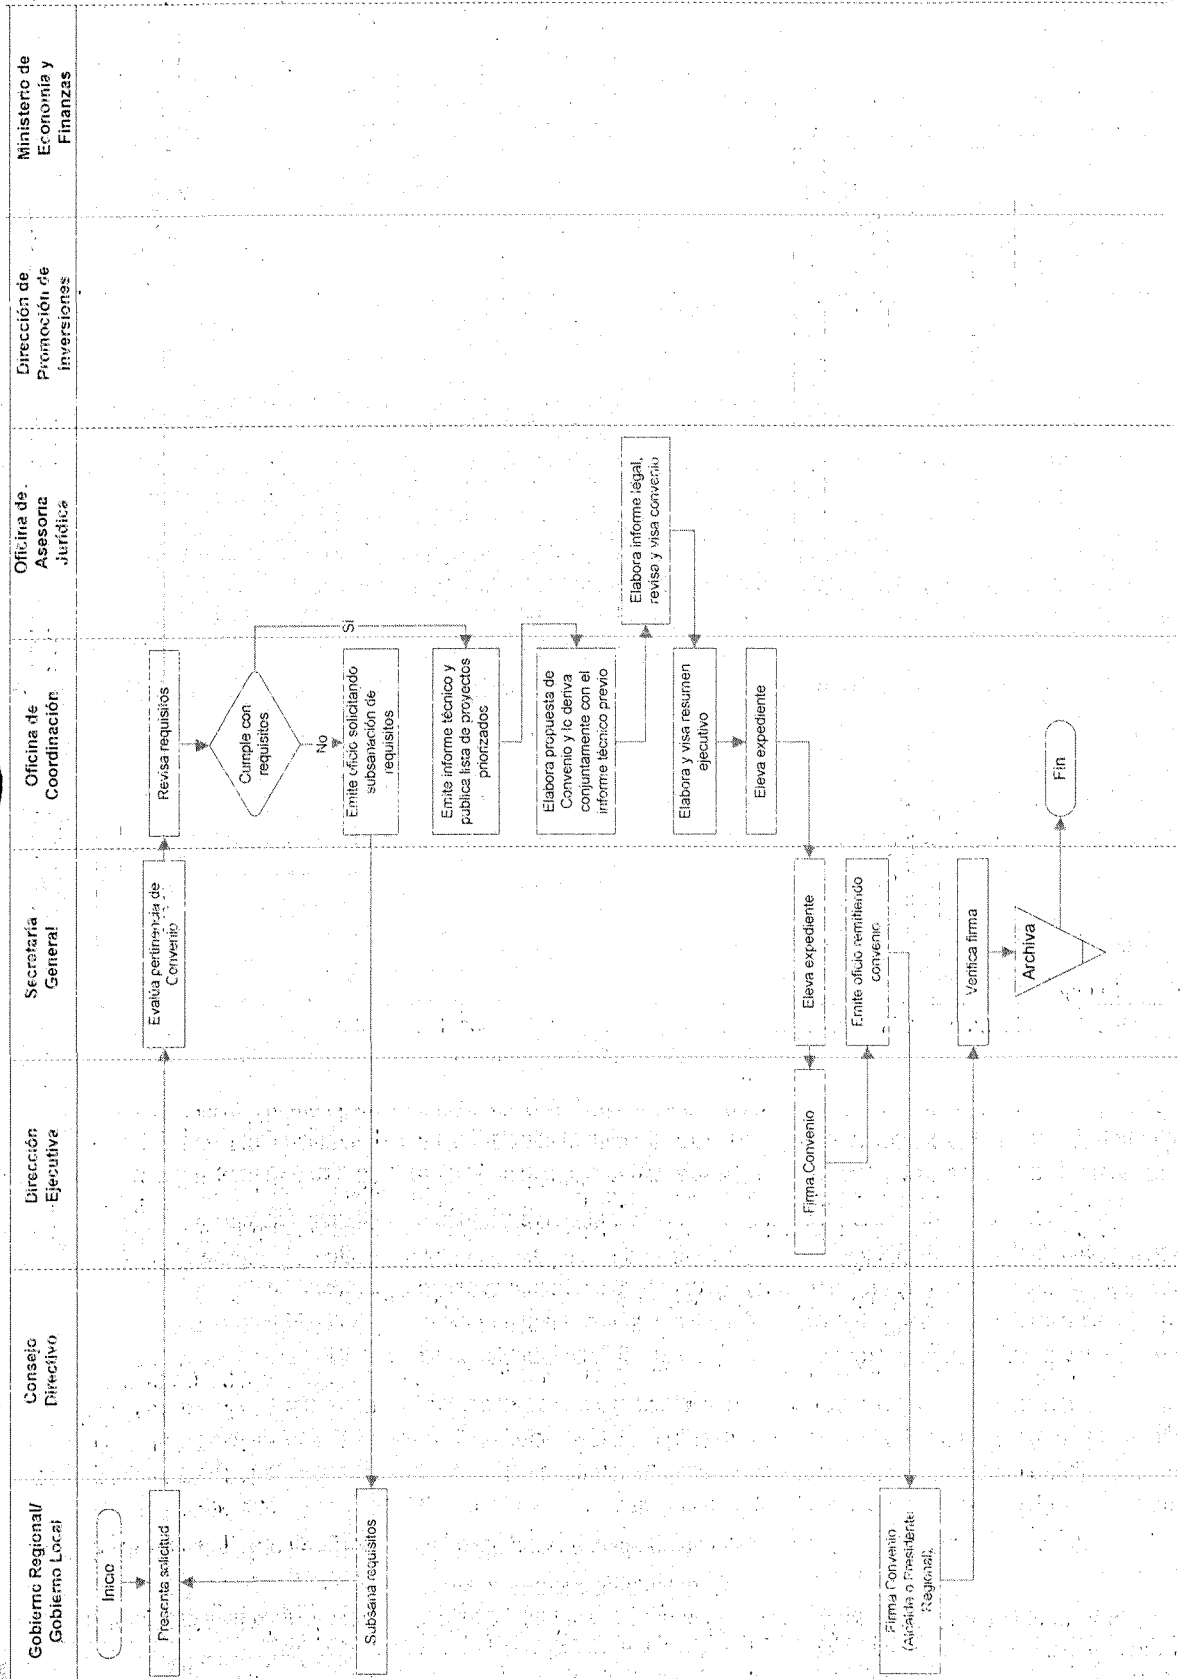 Gobierno Regional/
Gobierno Local
Consejo
Directivo
Dirección
Ejecutiva
Secretaría
General
Oficina de
Coordinación
Oficina de
Asesoría
Jurídica
Dirección de
Promoción de
Inversiones
Ministerio de
Economía y
Finanzas
Inicio
Presenta solicitud
Evalúa pertinencia de
Convenio
Revisa requisitos
Cumple con
requisitos
Si
No
Emite oficio solicitando
subsanación de
requisitos
Subsana requisitos
Emite informe técnico y
publica lista de proyectos
priorizados
Elabora propuesta de
Convenio y lo deriva
conjuntamente con el
informe técnico previo
Elabora informe legal,
revisa y visa convenio
Elabora y visa resumen
ejecutivo
Eleva expediente
Eleva expediente
Firma Convenio
Emite oficio remitiendo
convenio
Firma Convenio
(Alcalde o Presidente
Regional)
Verifica firma
Archiva
Fin